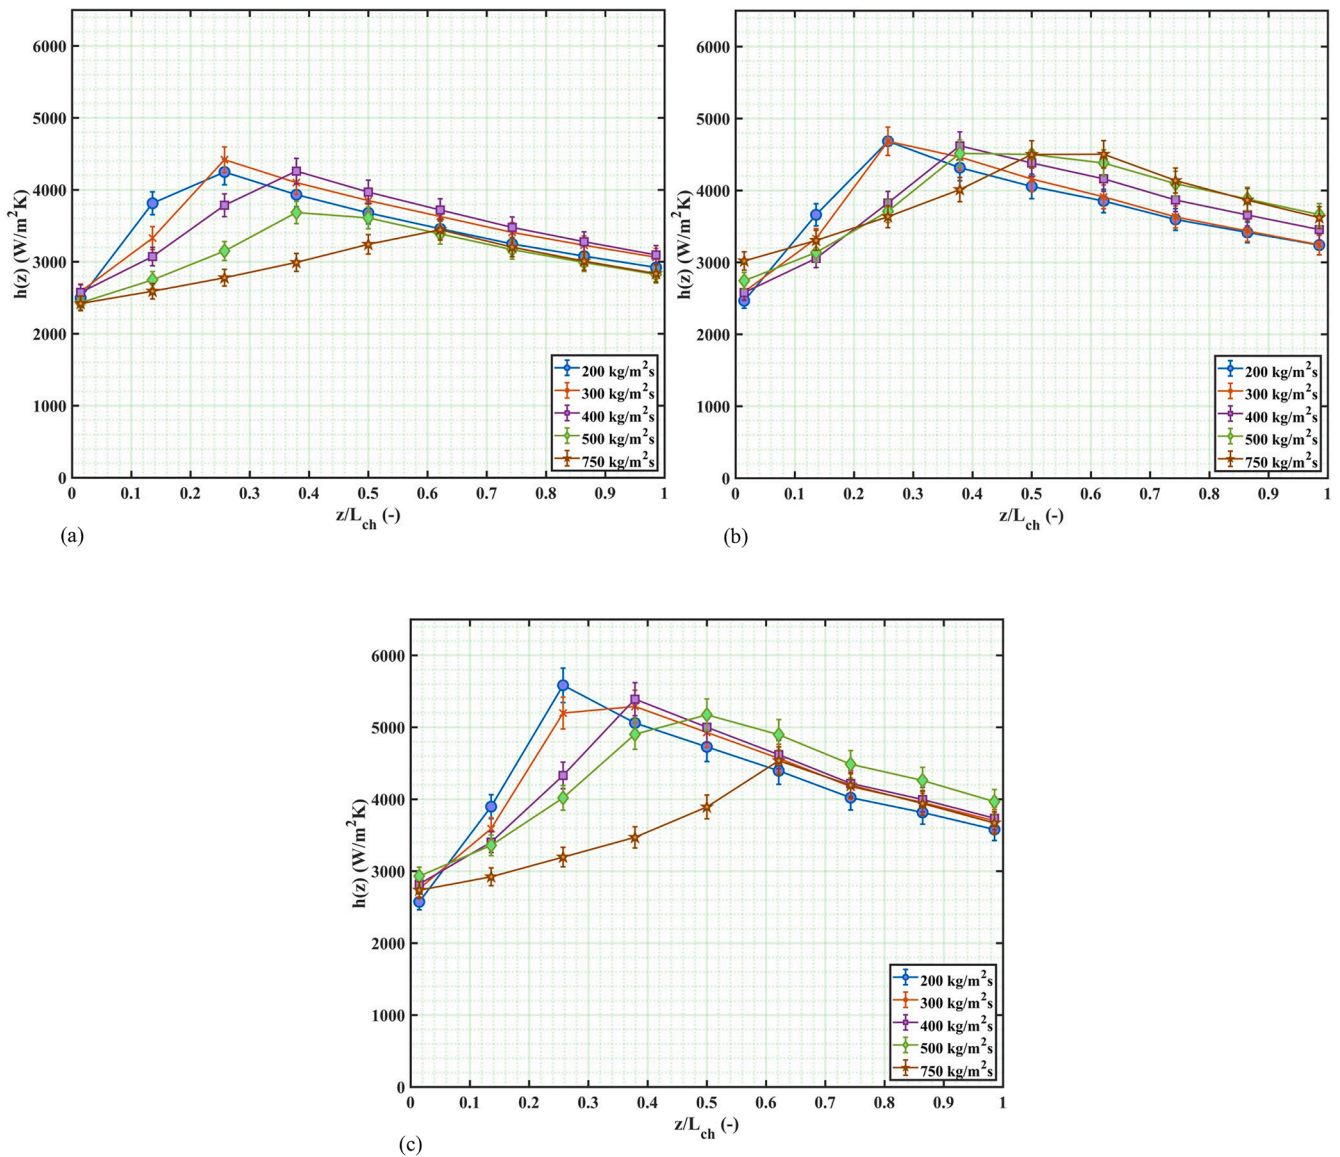 6000
5000
4000
3000
2000
1000
0
h(z) (W/m²K)
0 0.1 0.2 0.3 0.4 0.5 0.6 0.7 0.8 0.9 1
z/L_ch (-)
200 kg/m²s
300 kg/m²s
400 kg/m²s
500 kg/m²s
750 kg/m²s
(a)
6000
5000
4000
3000
2000
1000
0
h(z) (W/m²K)
0 0.1 0.2 0.3 0.4 0.5 0.6 0.7 0.8 0.9 1
z/L_ch (-)
200 kg/m²s
300 kg/m²s
400 kg/m²s
500 kg/m²s
750 kg/m²s
(b)
6000
5000
4000
3000
2000
1000
0
h(z) (W/m²K)
0 0.1 0.2 0.3 0.4 0.5 0.6 0.7 0.8 0.9 1
z/L_ch (-)
200 kg/m²s
300 kg/m²s
400 kg/m²s
500 kg/m²s
750 kg/m²s
(c)